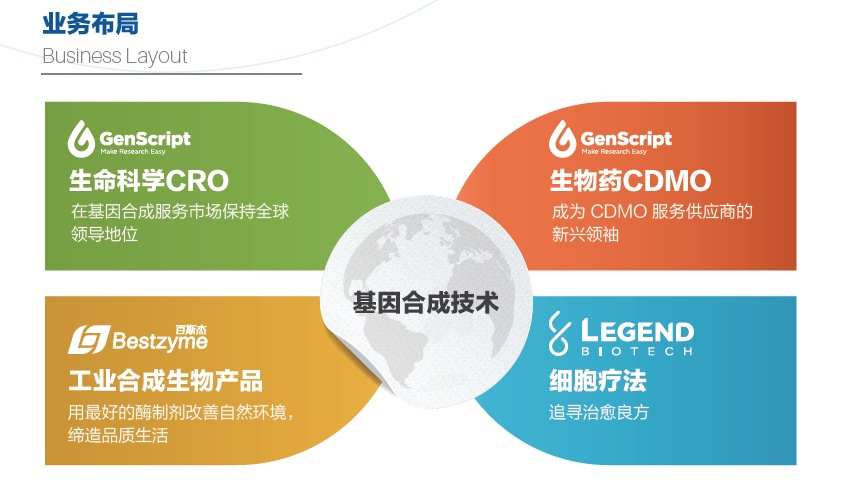 业务布局
Business Layout
GenScript
Make Research Easy
生命科学CRO
在基因合成服务市场保持全球
领导地位
GenScript
Make Research Easy
生物药CDMO
成为 CDMO 服务供应商的
新兴领袖
基因合成技术
百斯杰
Bestzyme
工业合成生物产品
用最好的酶制剂改善自然环境，
缔造品质生活
LEGEND
BIOTECH
细胞疗法
追寻治愈良方